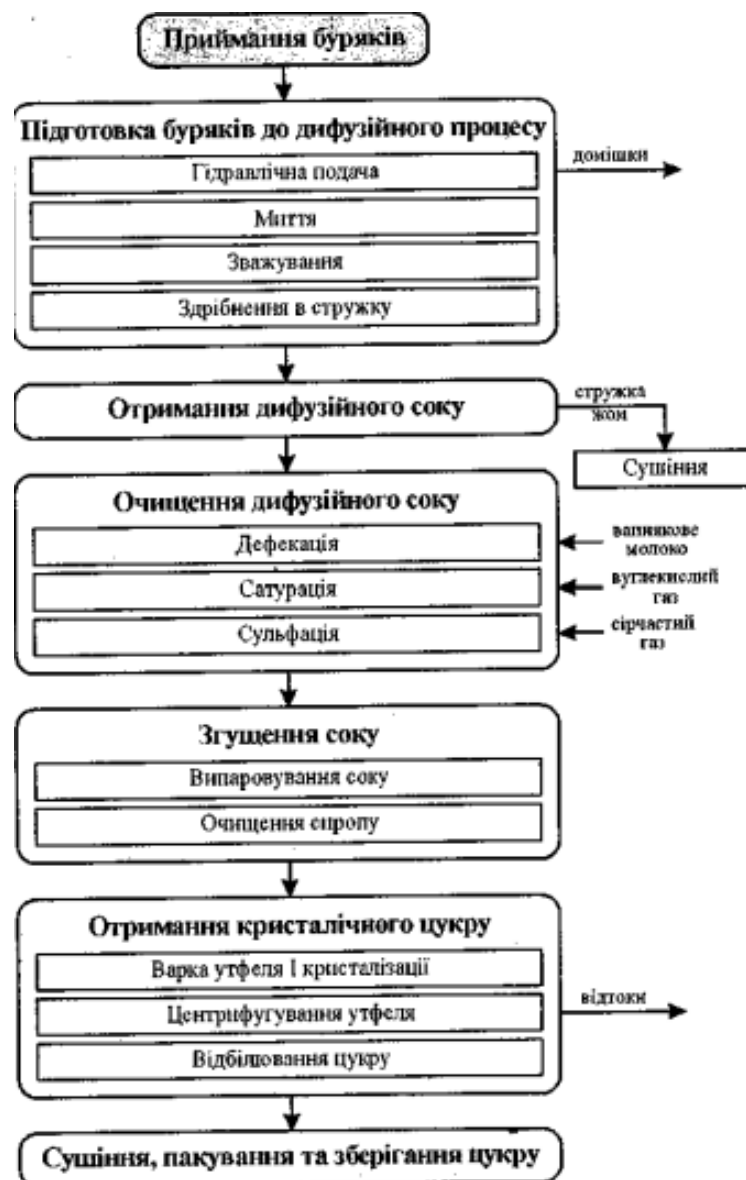 Приймання буряків
Підготовка буряків до дифузійного процесу
домішки
Гідравлічна подача
Миття
Зважування
Здрібнення в стружку
Отримання дифузійного соку
стружка
жом
Сушіння
Очищення дифузійного соку
Дефекація
вапнякове
молоко
Сатурація
вуглекислий
газ
Сульфація
сірчастий
газ
Згущення соку
Випаровування соку
Очищення сиропу
Отримання кристалічного цукру
Варка утфеля І кристалізації
Центрифугування утфеля
відтоки
Відбілювання цукру
Сушіння, пакування та зберігання цукру